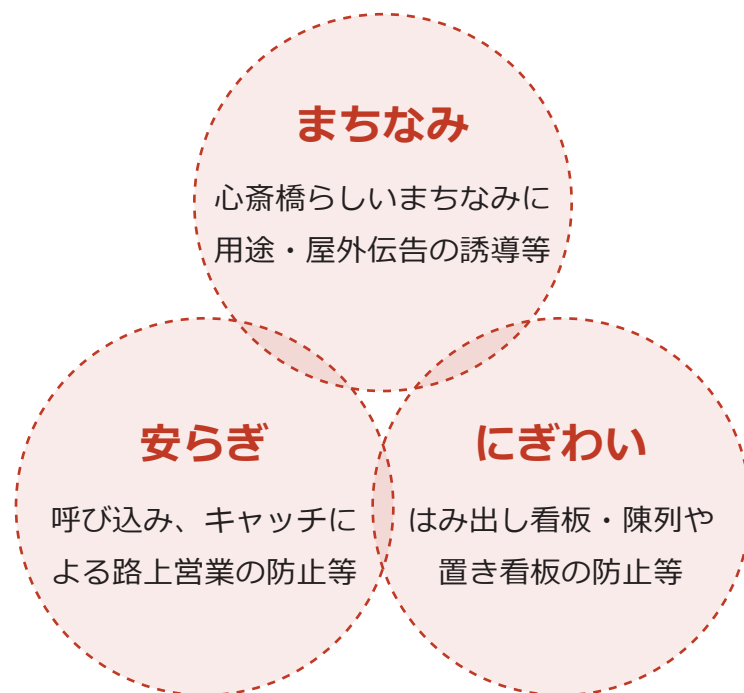 まちなみ
心斎橋らしいまちなみに
用途・屋外伝告の誘導等
安らぎ
呼び込み、キャッチに
よる路上営業の防止等
にぎわい
はみ出し看板・陳列や
置き看板の防止等